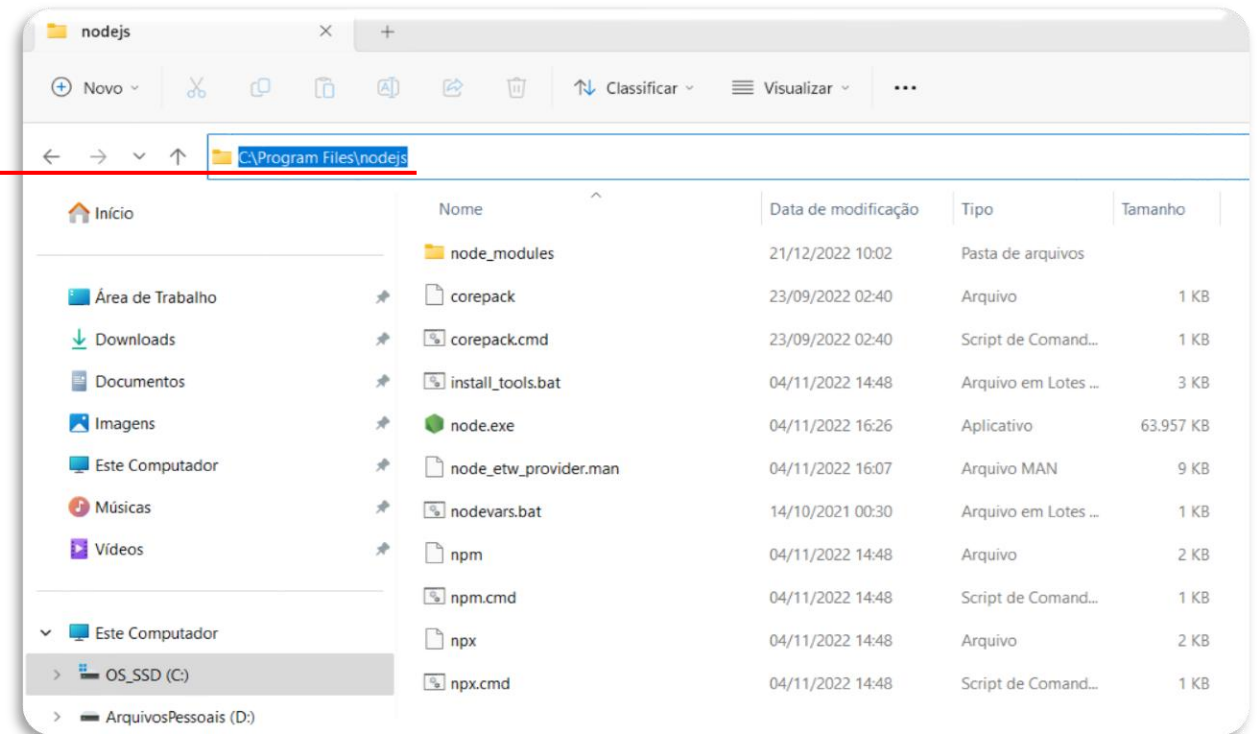 nodejs
Novo
Classificar
Visualizar
C:\Program Files\nodejs
Início
Área de Trabalho
Downloads
Documentos
Imagens
Este Computador
Músicas
Vídeos
Este Computador
OS_SSD (C:)
ArquivosPessoais (D:)
Nome Data de modificação Tipo Tamanho
node_modules 21/12/2022 10:02 Pasta de arquivos
corepack 23/09/2022 02:40 Arquivo 1 KB
corepack.cmd 23/09/2022 02:40 Script de Comand... 1 KB
install_tools.bat 04/11/2022 14:48 Arquivo em Lotes ... 3 KB
node.exe 04/11/2022 16:26 Aplicativo 63.957 KB
node_etw_provider.man 04/11/2022 16:07 Arquivo MAN 9 KB
nodevars.bat 14/10/2021 00:30 Arquivo em Lotes ... 1 KB
npm 04/11/2022 14:48 Arquivo 2 KB
npm.cmd 04/11/2022 14:48 Script de Comand... 1 KB
npx 04/11/2022 14:48 Arquivo 2 KB
npx.cmd 04/11/2022 14:48 Script de Comand... 1 KB